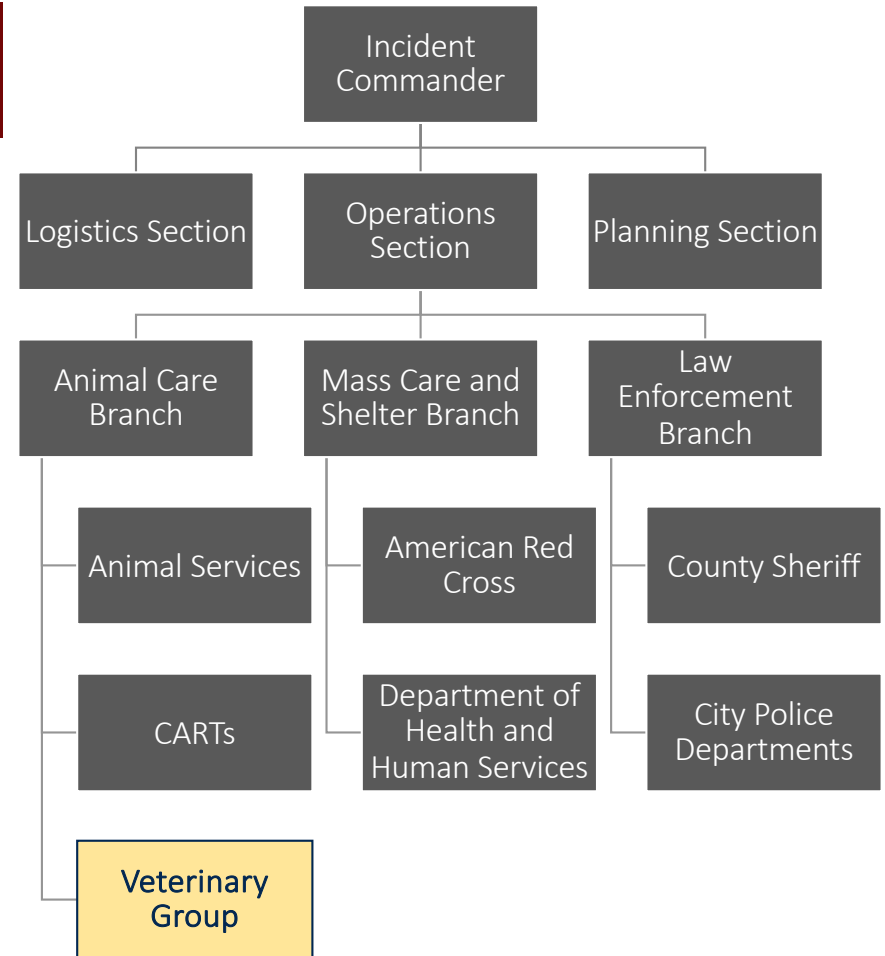 Incident
Commander
Logistics Section
Operations
Section
Planning Section
Animal Care
Branch
Mass Care and
Shelter Branch
Law
Enforcement
Branch
Animal Services
American Red
Cross
County Sheriff
CARTs
Department of
Health and
Human Services
City Police
Departments
Veterinary
Group